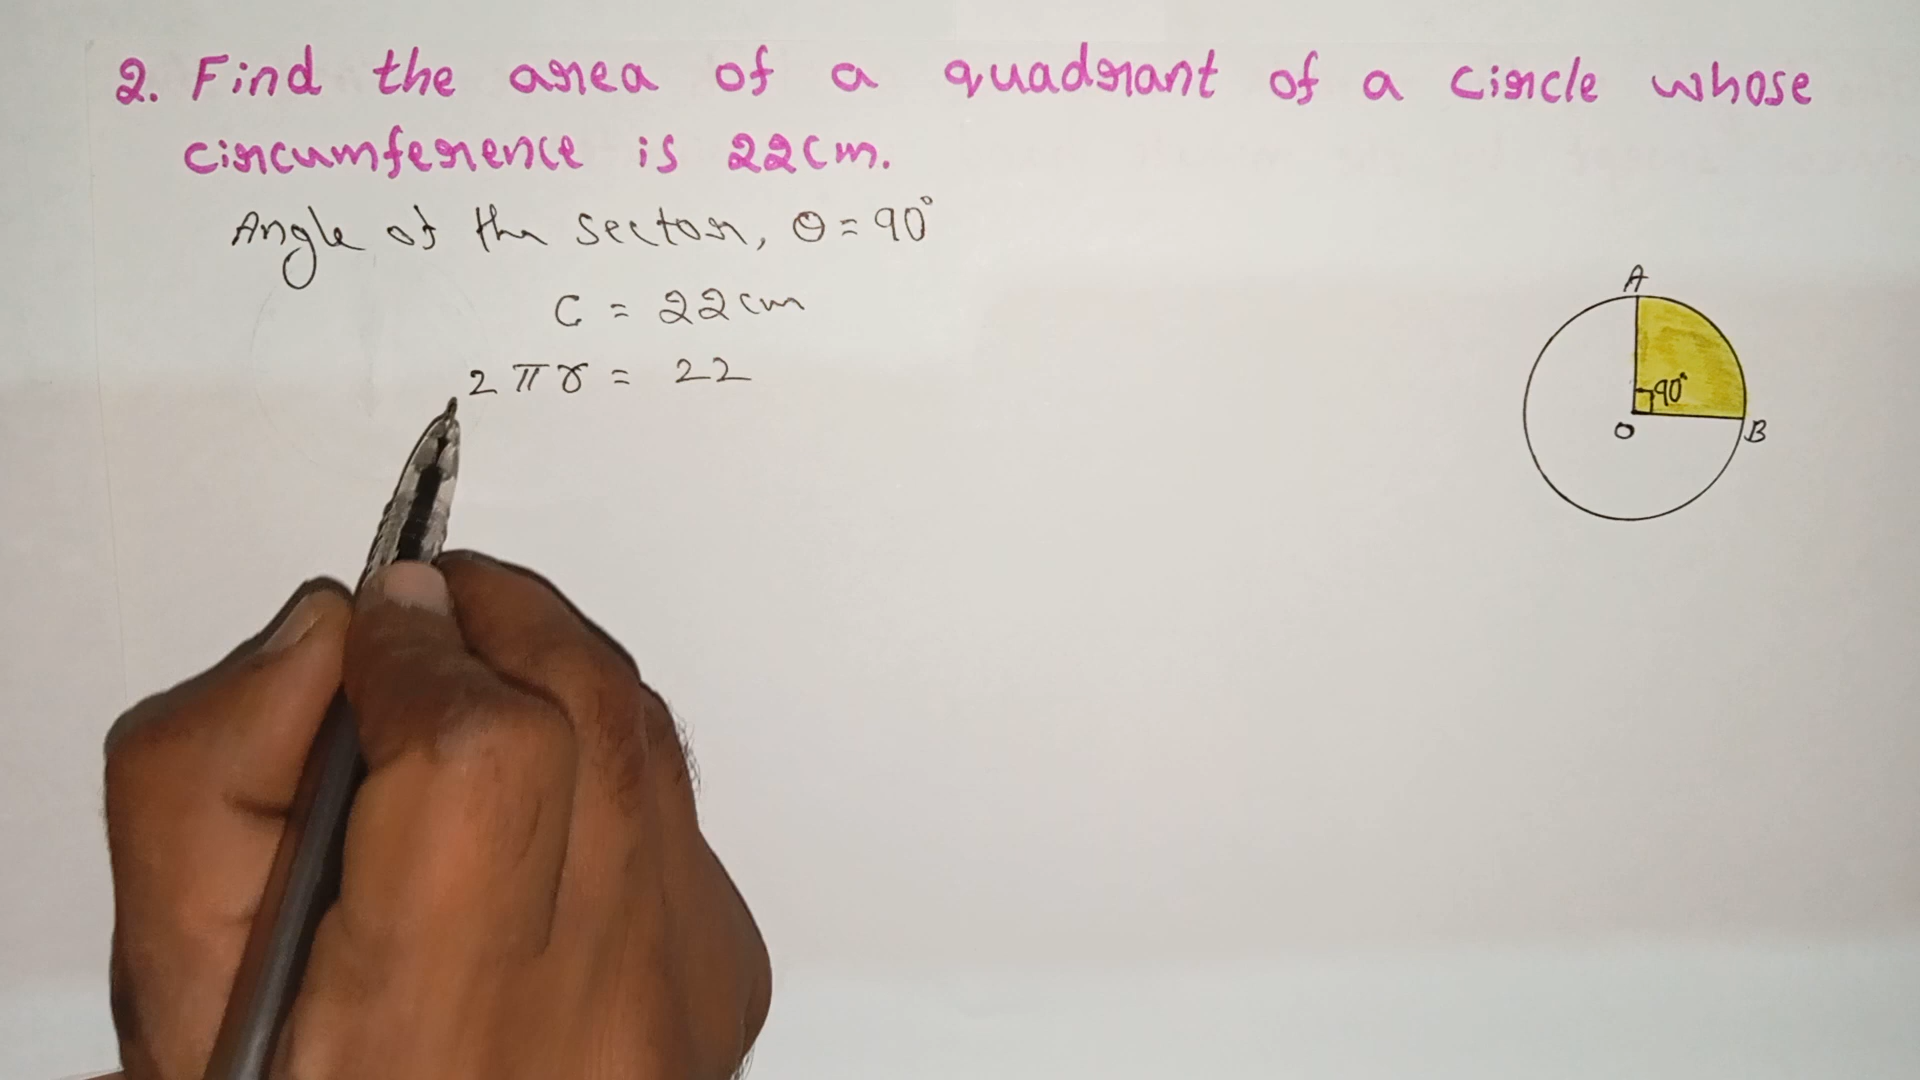 2. Find the area of a quadrant of a circle whose
circumference is 22cm.
Angle of the sector, θ = 90°
C = 22cm
2πr = 22
A
90°
O
B